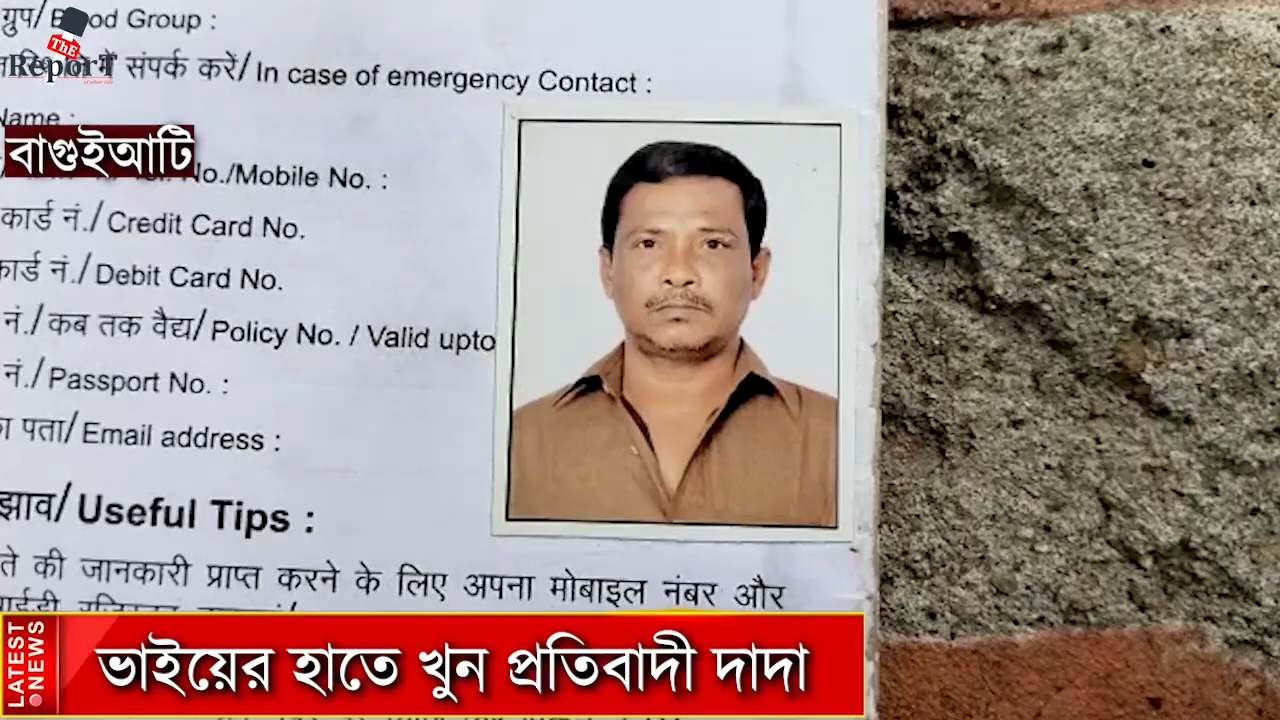 ग्रुप/ Blood Group :
में संपर्क करें/ In case of emergency Contact :
The
Report
Name :
বাগুইআটি
No./Mobile No. :
कार्ड नं./ Credit Card No.
कार्ड नं./ Debit Card No.
नं./ कब तक वैद्य/ Policy No. / Valid upto
नं./ Passport No. :
पता/ Email address :
झाव/ Useful Tips :
ते की जानकारी प्राप्त करने के लिए अपना मोबाइल नंबर और
LATEST
NEWS
ভাইয়ের হাতে খুন প্রতিবাদী দাদা